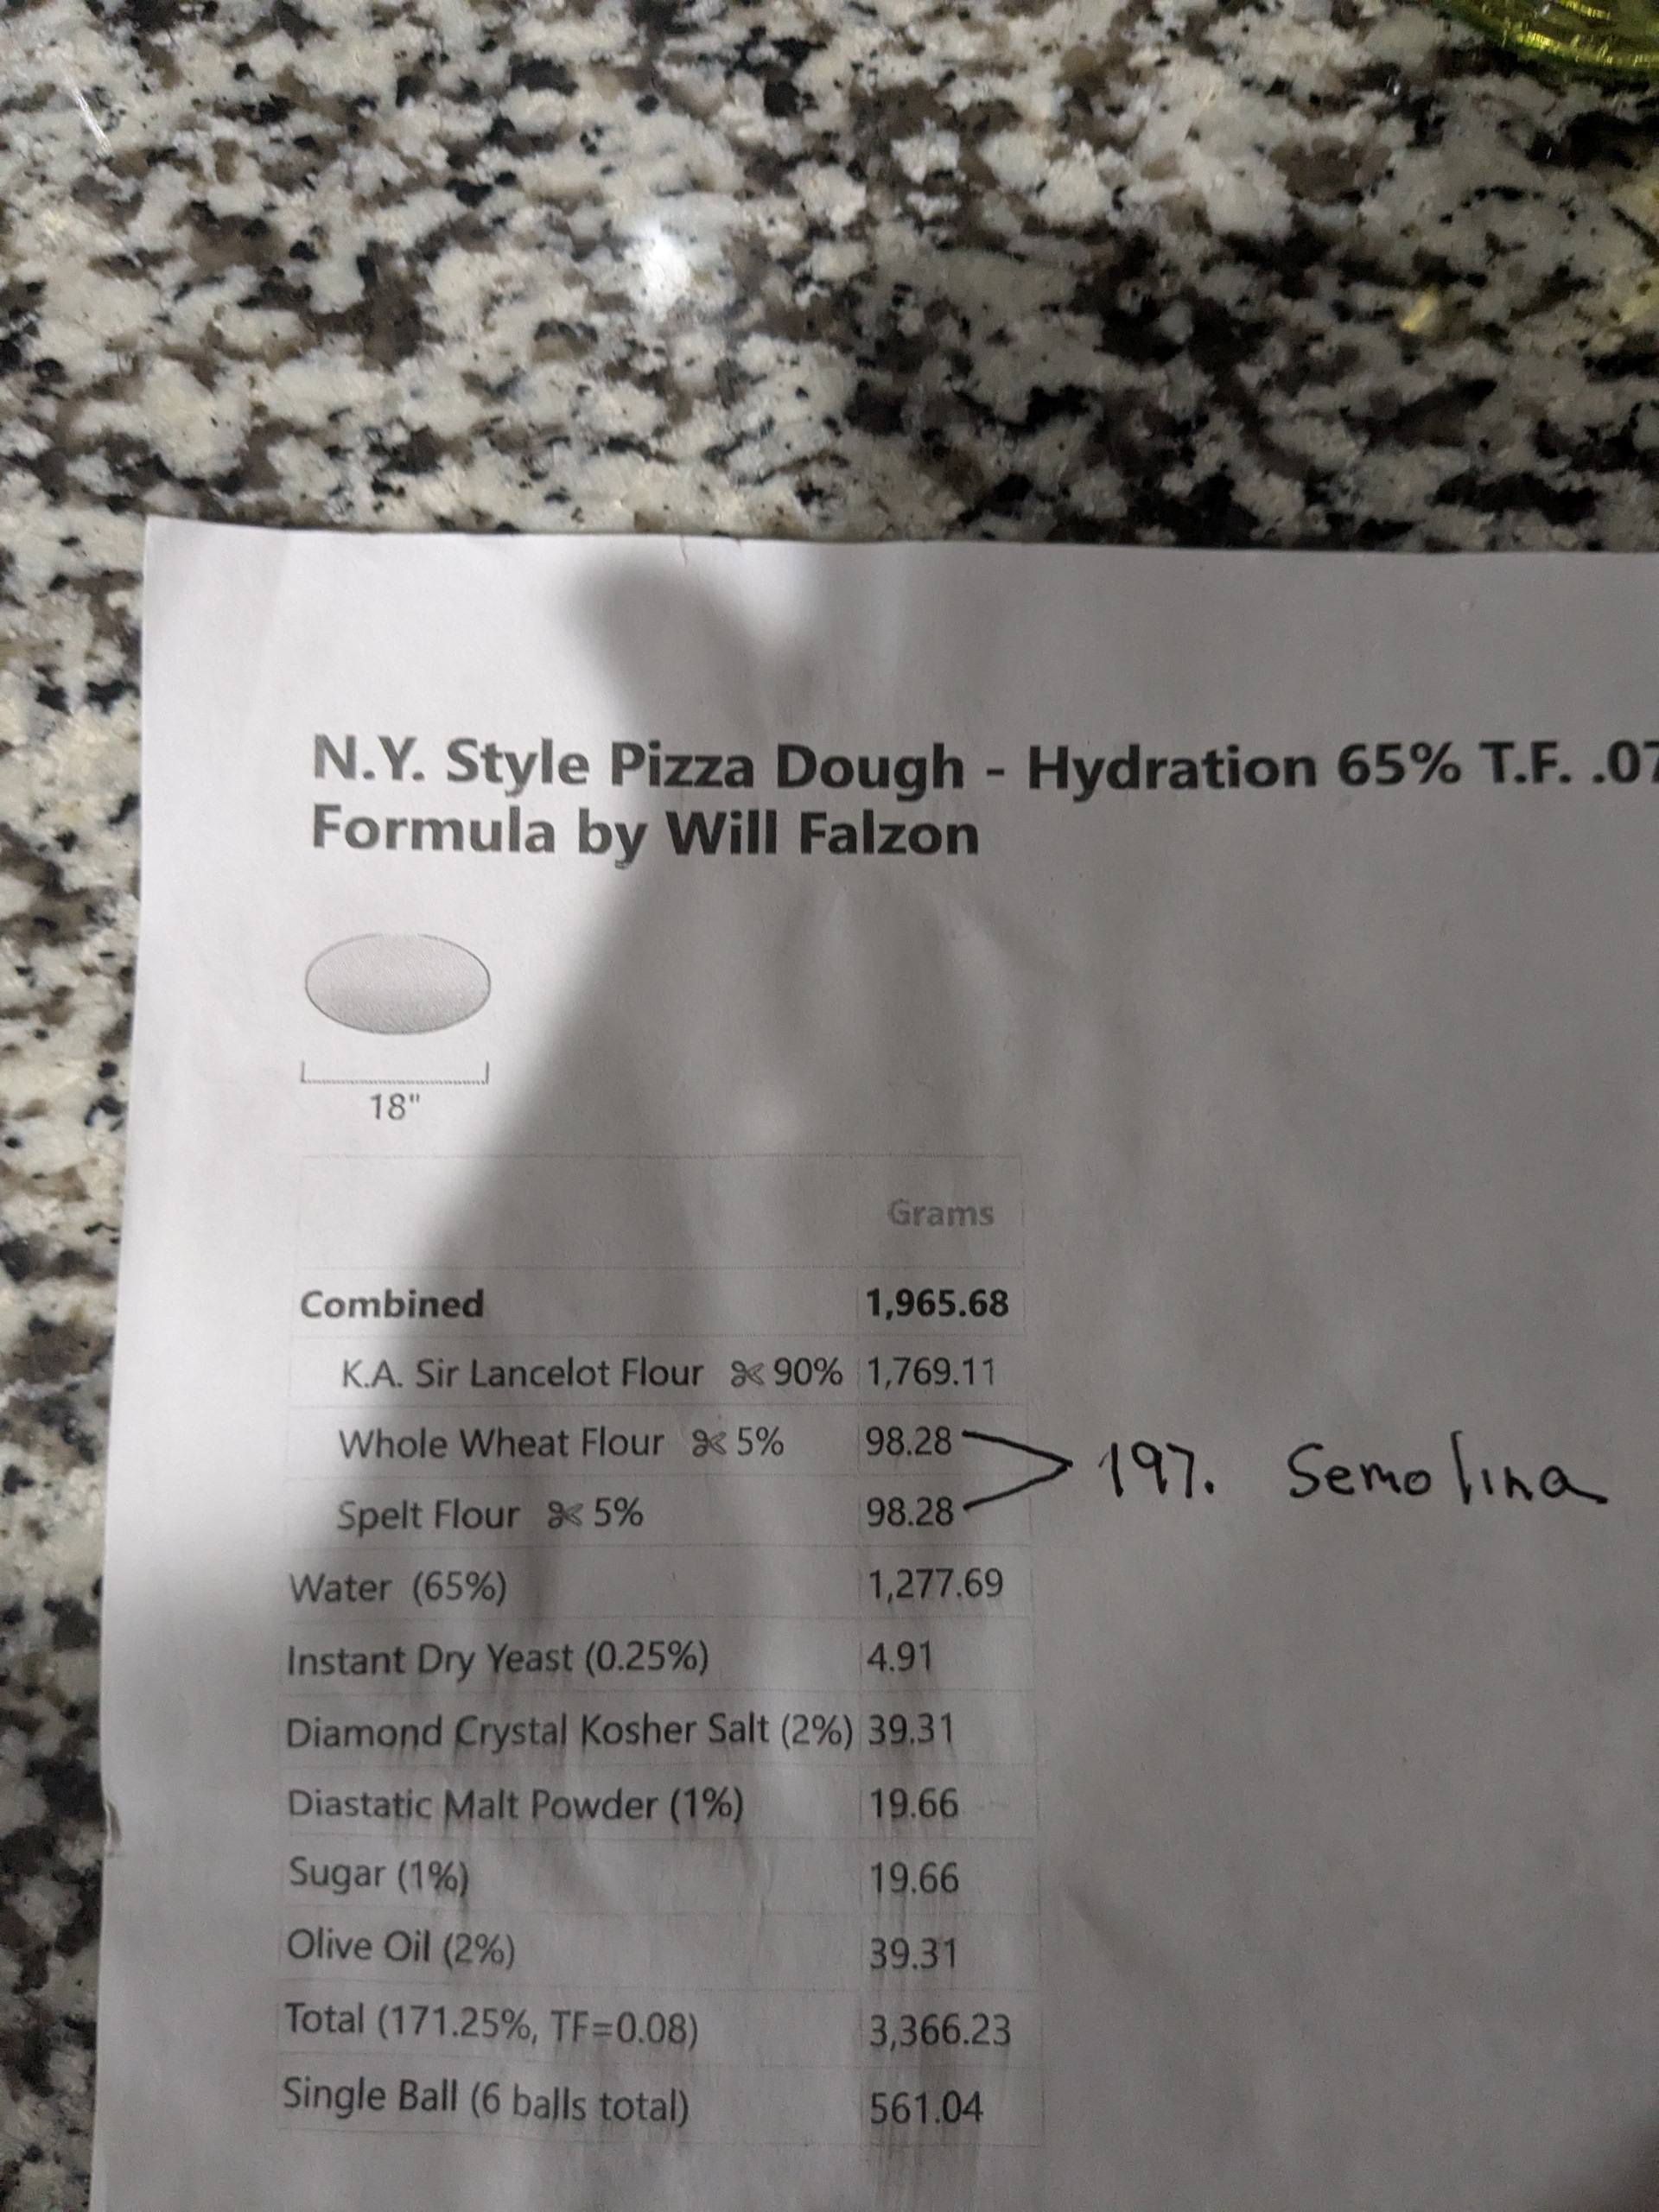 N.Y. Style Pizza Dough - Hydration 65% T.F. .07
Formula by Will Falzon
18"
Grams
Combined 1,965.68
K.A. Sir Lancelot Flour ✂ 90% 1,769.11
Whole Wheat Flour ✂ 5% 98.28
197. Semolina
Spelt Flour ✂ 5% 98.28
Water (65%) 1,277.69
Instant Dry Yeast (0.25%) 4.91
Diamond Crystal Kosher Salt (2%) 39.31
Diastatic Malt Powder (1%) 19.66
Sugar (1%) 19.66
Olive Oil (2%) 39.31
Total (171.25%, TF=0.08) 3,366.23
Single Ball (6 balls total) 561.04